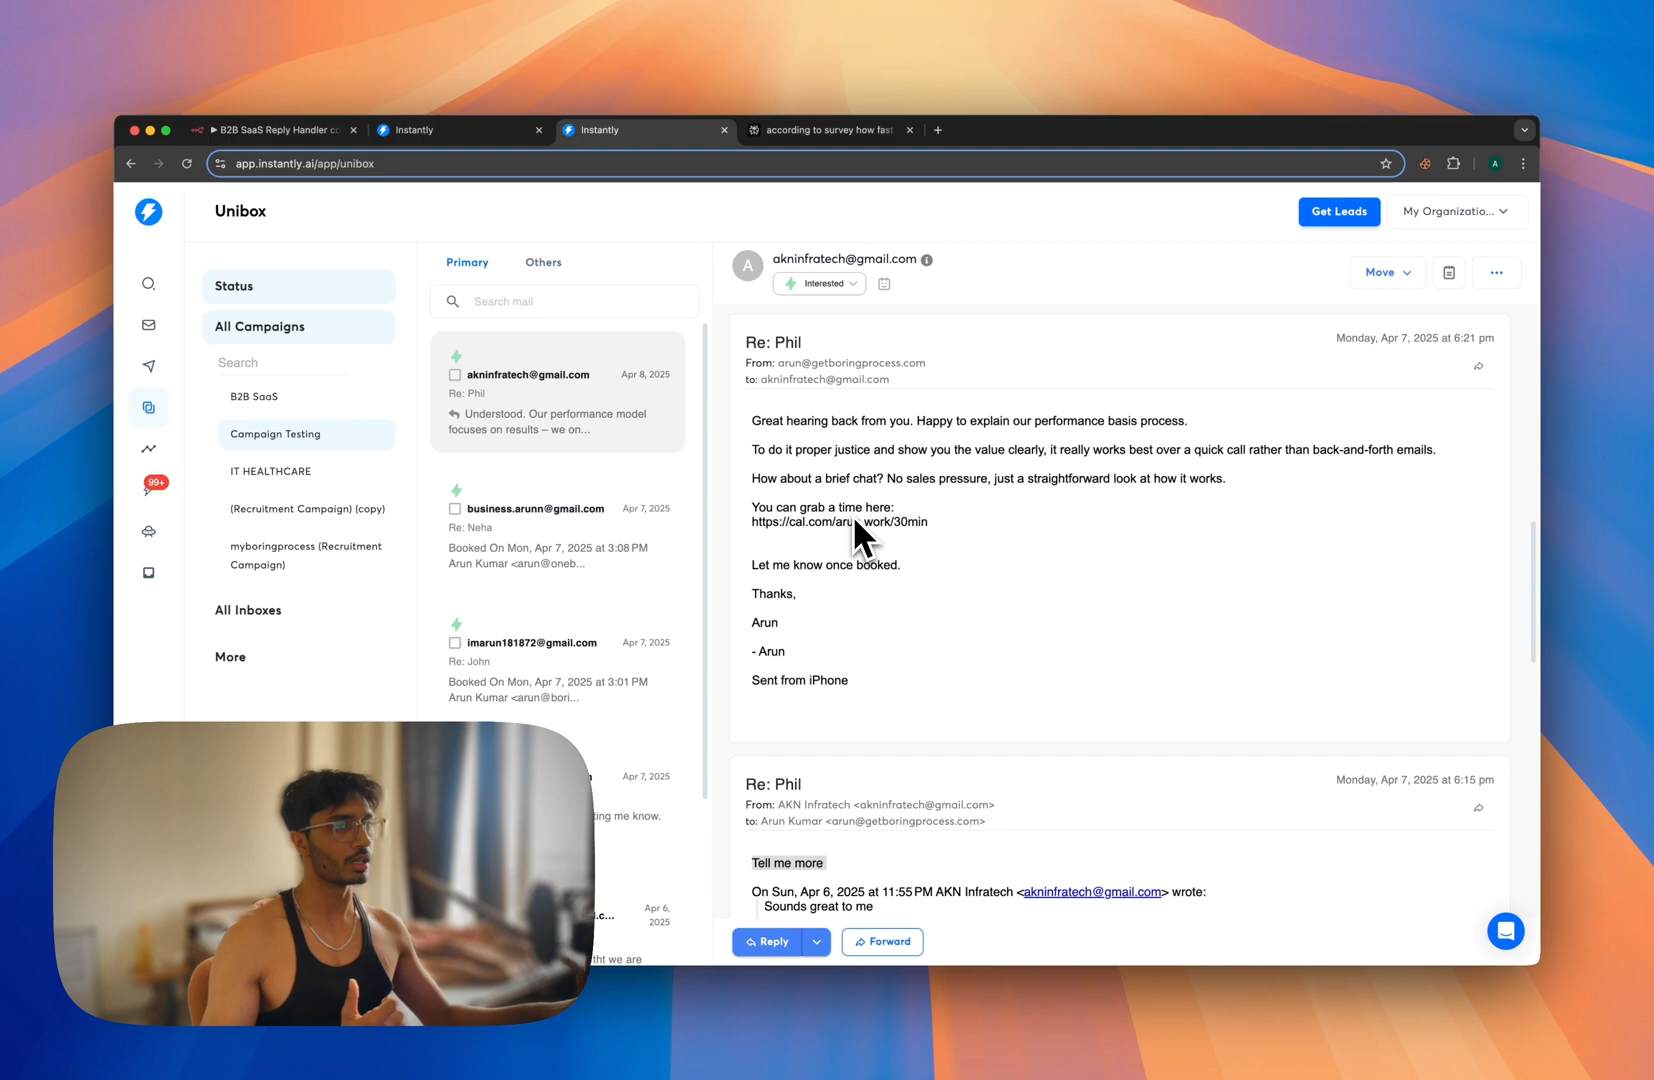 ▶ B2B SaaS Reply Handler
Instantly
Instantly
according to survey how fast
app.instantly.ai/app/unibox
A
Unibox
Get Leads
My Organizatio...
Status
All Campaigns
Search
B2B SaaS
Campaign Testing
IT HEALTHCARE
(Recruitment Campaign) (copy)
myboringprocess (Recruitment
Campaign)
All Inboxes
More
99+
Primary
Others
Search mail
akninfratech@gmail.com
Apr 8, 2025
Re: Phil
Understood. Our performance model
focuses on results – we on...
business.arunn@gmail.com
Apr 7, 2025
Re: Neha
Booked On Mon, Apr 7, 2025 at 3:08 PM
Arun Kumar <arun@oneb...
imarun181872@gmail.com
Apr 7, 2025
Re: John
Booked On Mon, Apr 7, 2025 at 3:01 PM
Arun Kumar <arun@bori...
Apr 7, 2025
ting me know.
.c...
Apr 6,
2025
tht we are
A
akninfratech@gmail.com
Interested
Move
Re: Phil
Monday, Apr 7, 2025 at 6:21 pm
From: arun@getboringprocess.com
to: akninfratech@gmail.com
Great hearing back from you. Happy to explain our performance basis process.
To do it proper justice and show you the value clearly, it really works best over a quick call rather than back-and-forth emails.
How about a brief chat? No sales pressure, just a straightforward look at how it works.
You can grab a time here:
https://cal.com/aru work/30min
Let me know once booked.
Thanks,
Arun
- Arun
Sent from iPhone
Re: Phil
Monday, Apr 7, 2025 at 6:15 pm
From: AKN Infratech <akninfratech@gmail.com>
to: Arun Kumar <arun@getboringprocess.com>
Tell me more
On Sun, Apr 6, 2025 at 11:55 PM AKN Infratech <akninfratech@gmail.com> wrote:
Sounds great to me
Reply
Forward